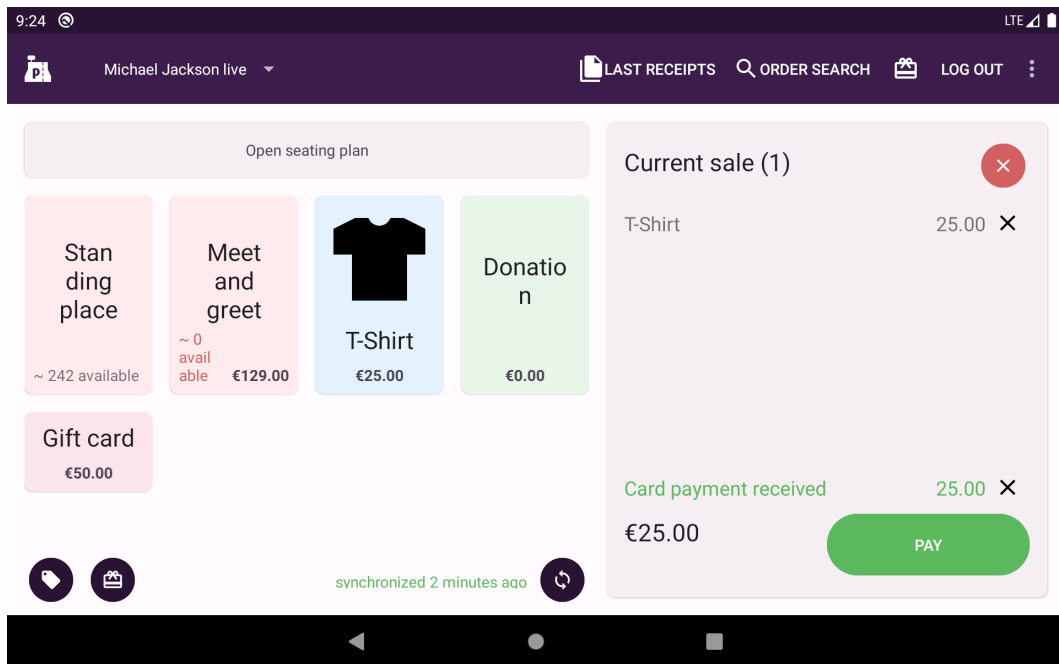 9:24
LTE
P
Michael Jackson live
LAST RECEIPTS
ORDER SEARCH
LOG OUT
Open seating plan
Stan
ding
place
~ 242 available
Meet
and
greet
~ 0
avail
able
€129.00
T-Shirt
€25.00
Donatio
n
€0.00
Gift card
€50.00
synchronized 2 minutes ago
Current sale (1)
T-Shirt 25.00
Card payment received 25.00
€25.00
PAY